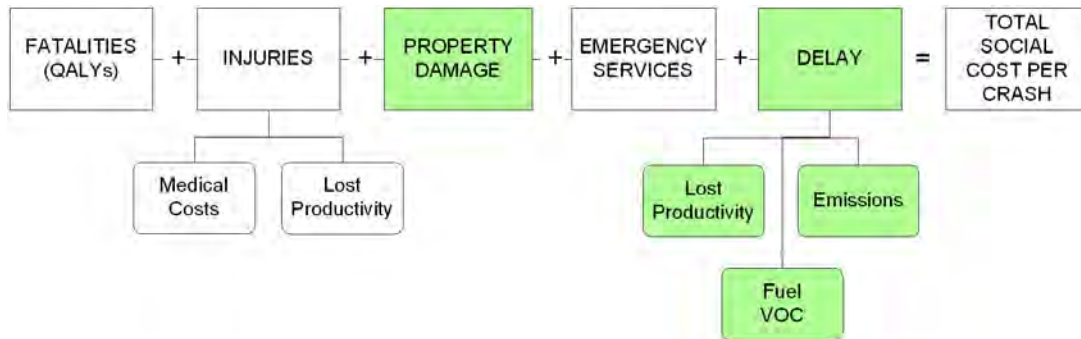 FATALITIES
(QALYs)
+
INJURIES
+
PROPERTY
DAMAGE
+
EMERGENCY
SERVICES
+
DELAY
=
TOTAL
SOCIAL
COST PER
CRASH
Medical
Costs
Lost
Productivity
Lost
Productivity
Emissions
Fuel
VOC